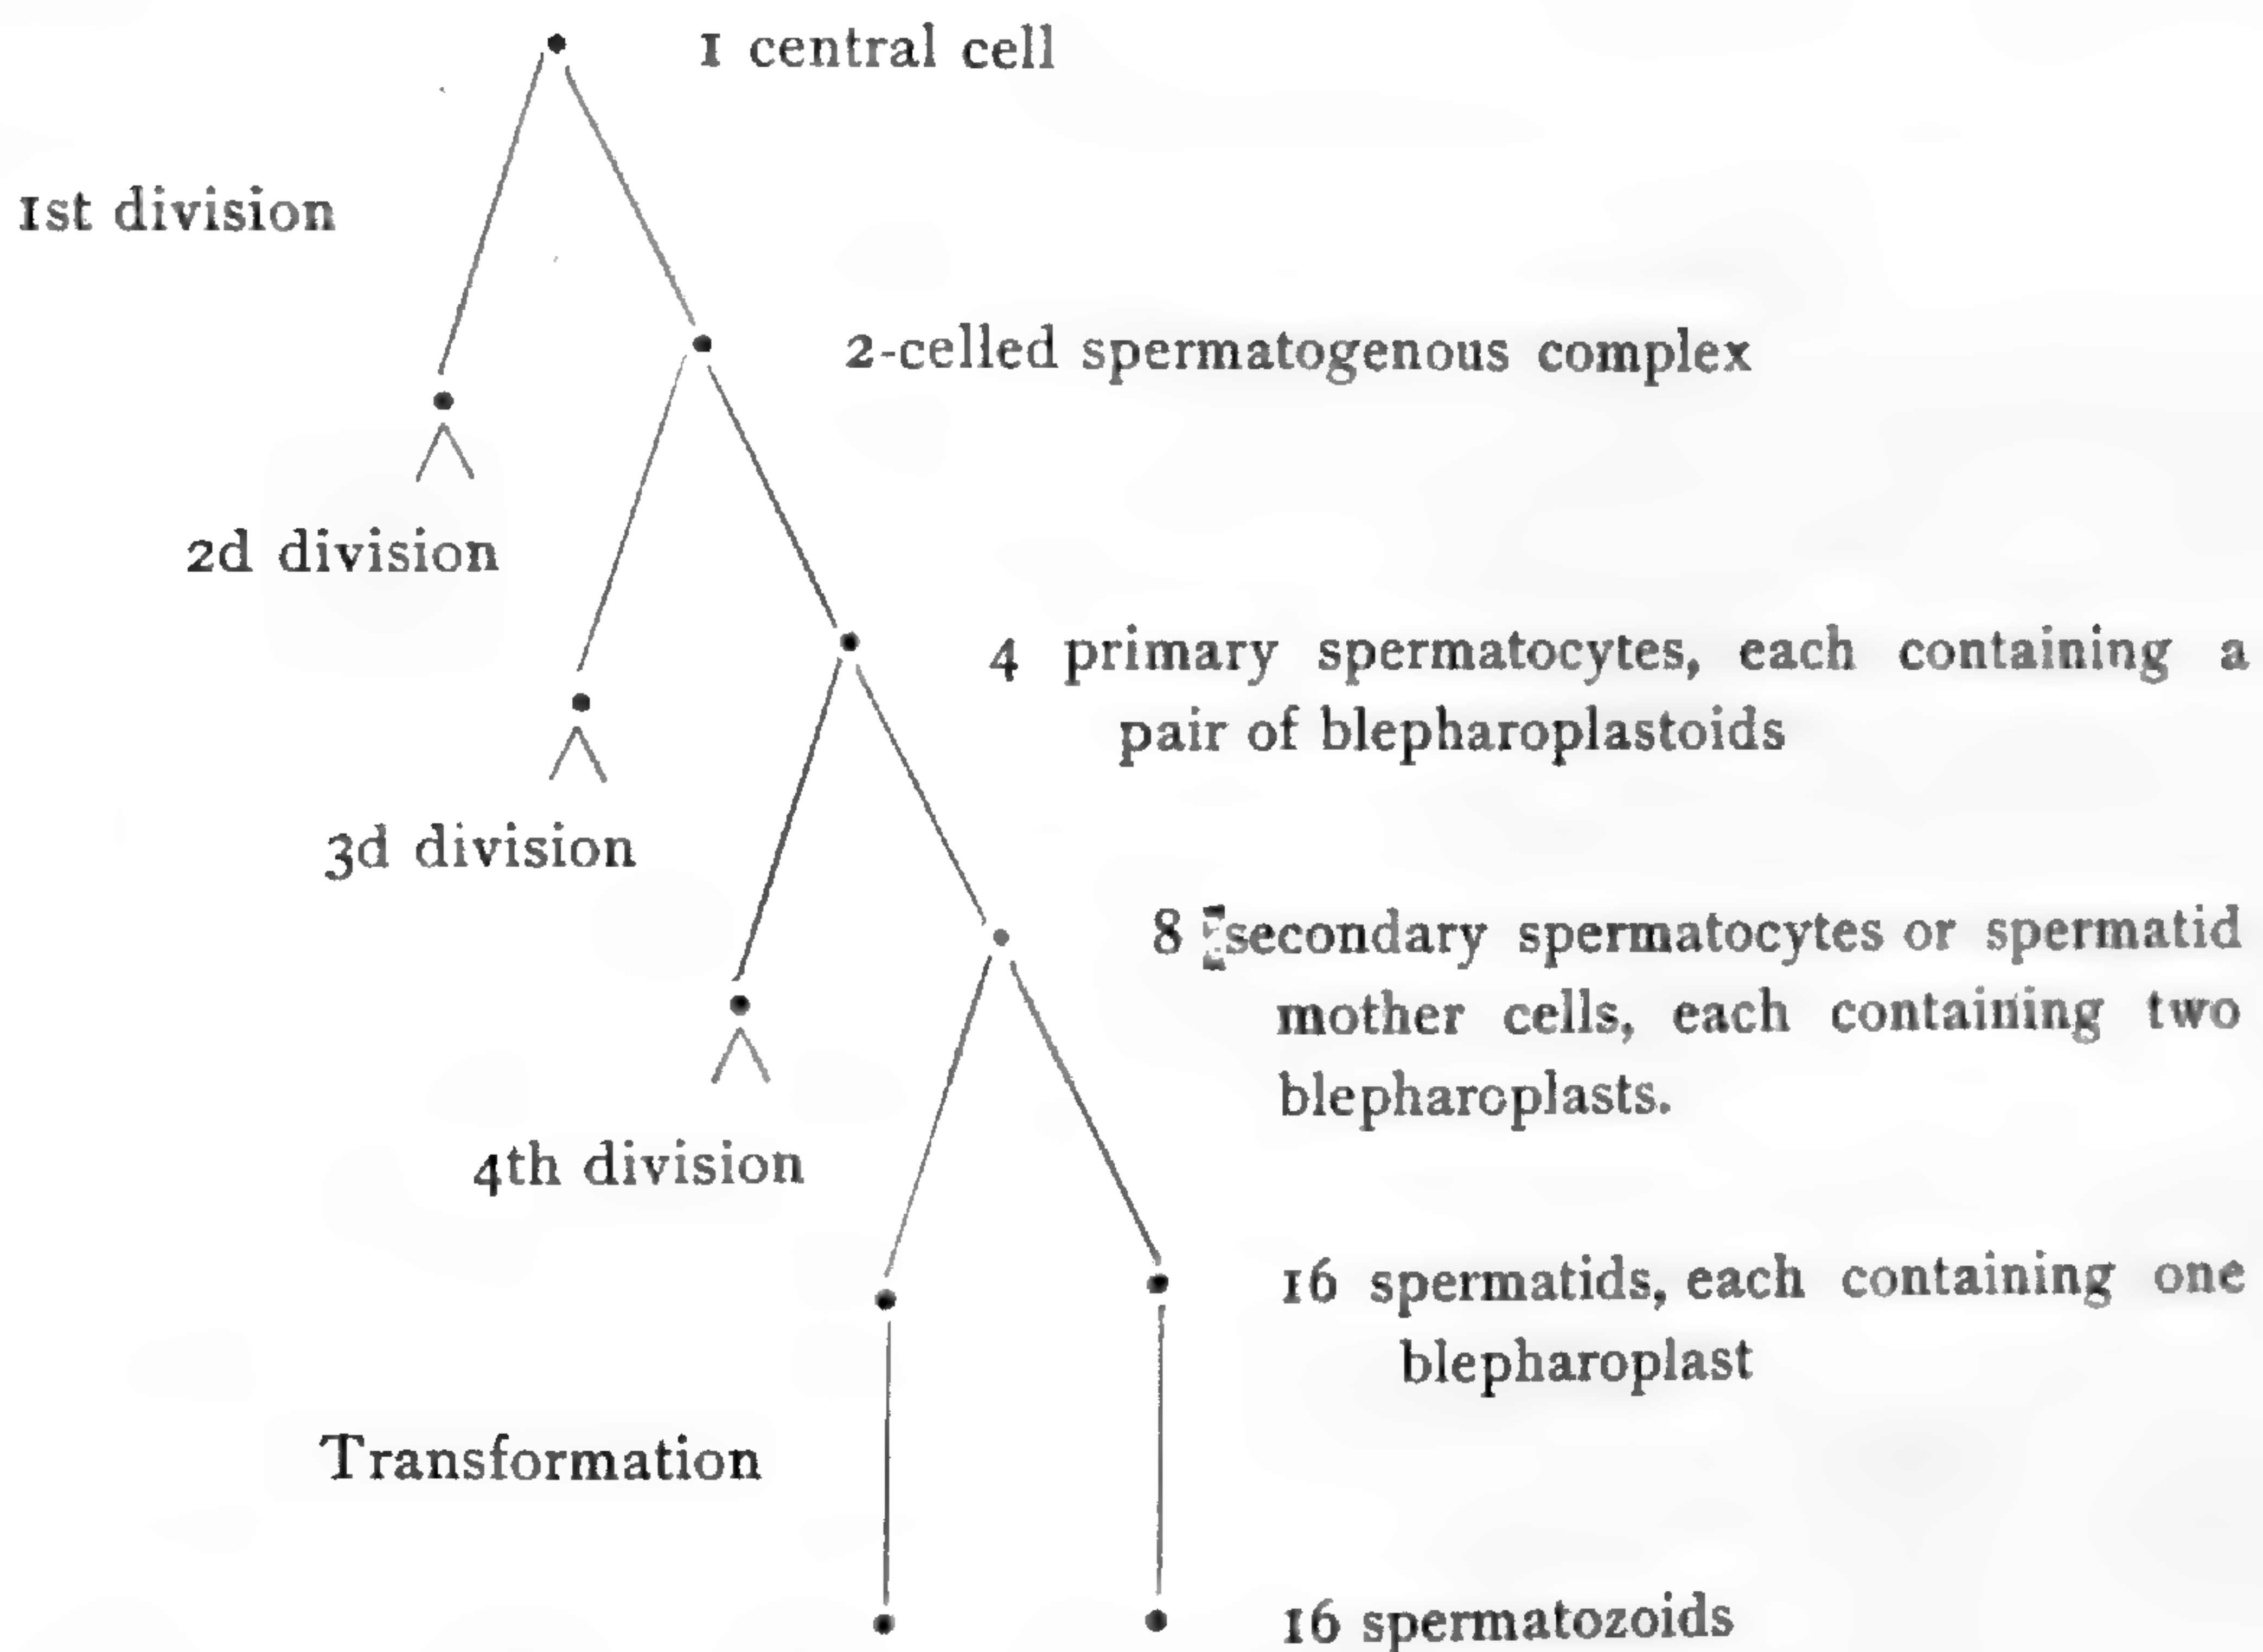 1 central cell
1st division
2-celled spermatogenous complex
2d division
4 primary spermatocytes, each containing a
pair of blepharoplastoids
3d division
8 secondary spermatocytes or spermatid
mother cells, each containing two
blepharoplasts.
4th division
16 spermatids, each containing one
blepharoplast
Transformation
16 spermatozoids